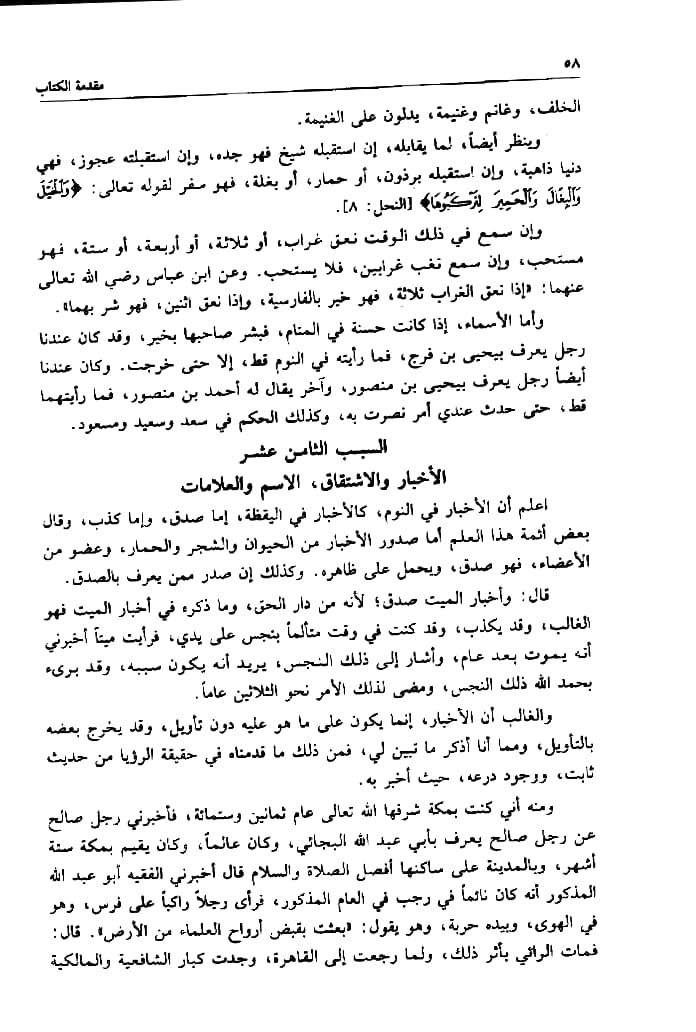 ٥٨
مقدمة الكتاب
الخلف، وغانم وغنيمة، يدلون على الغنيمة.
وينظر أيضاً، لما يقابله، إن استقبله شيخ فهو جده، وإن استقبلته عجوز، فهي
دنيا ذاهبة، وإن استقبله برذون، أو حمار، أو بغلة، فهو سفر لقوله تعالى: ﴿وَالْخَيْلَ
وَالْبِغَالَ وَالْحَمِيرَ لِتَرْكَبُوهَا﴾ [النحل: ٨].
وإن سمع في ذلك الوقت نعق غراب، أو ثلاثة، أو أربعة، أو ستة، فهو
مستحب، وإن سمع نغب غرابين، فلا يستحب. وعن ابن عباس رضي الله تعالى
عنهما: «إذا نعق الغراب ثلاثة، فهو خير بالفارسية، وإذا نعق اثنين، فهو شر بهما».
وأما الأسماء، إذا كانت حسنة في المنام، فبشر صاحبها بخير، وقد كان عندنا
رجل يعرف بيحيى بن فرج، فما رأيته في النوم قط، إلا حتى خرجت. وكان عندنا
أيضاً رجل يعرف بيحيى بن منصور، وآخر يقال له أحمد بن منصور، فما رأيتهما
قط، حتى حدث عندي أمر نصرت به، وكذلك الحكم في سعد وسعيد ومسعود.
السبب الثامن عشر
الأخبار والاشتقاق، الاسم والعلامات
اعلم أن الأخبار في النوم، كالأخبار في اليقظة، إما صدق، وإما كذب، وقال
بعض أئمة هذا العلم أما صدور الأخبار من الحيوان والشجر والحمار، وعضو من
الأعضاء، فهو صدق، ويحمل على ظاهره. وكذلك إن صدر ممن يعرف بالصدق.
قال: وأخبار الميت صدق؛ لأنه من دار الحق، وما ذكره في أخبار الميت فهو
الغالب، وقد يكذب، وقد كنت في وقت متألماً بنجس على يدي، فرأيت ميتاً أخبرني
أنه يموت بعد عام، وأشار إلى ذلك النجس، يريد أنه يكون سببه، وقد برىء
بحمد الله ذلك النجس، ومضى لذلك الأمر نحو الثلاثين عاماً.
والغالب أن الأخبار، إنما يكون على ما هو عليه دون تأويل، وقد يخرج بعضه
بالتأويل، ومما أنا أذكر ما تبين لي، فمن ذلك ما قدمناه في حقيقة الرؤيا من حديث
ثابت، ووجود درعه، حيث أخبر به.
ومنه أني كنت بمكة شرفها الله تعالى عام ثمانين وستمائة، فأخبرني رجل صالح
عن رجل صالح يعرف بأبي عبد الله البجائي، وكان عالماً، وكان يقيم بمكة ستة
أشهر، وبالمدينة على ساكنها أفصل الصلاة والسلام قال أخبرني الفقيه أبو عبد الله
المذكور أنه كان نائماً في رجب في العام المذكور، فرأى رجلاً راكباً على فرس، وهو
في الهوى، وبيده حربة، وهو يقول: «بعثت بقبض أرواح العلماء من الأرض». قال:
فمات الرائي بأثر ذلك، ولما رجعت إلى القاهرة، وجدت كبار الشافعية والمالكية